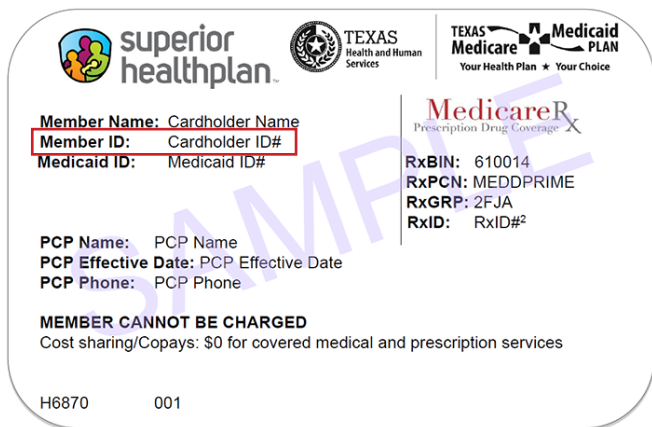 superior
healthplan™
TEXAS
Health and Human
Services
TEXAS Medicaid
Medicare PLAN
Your Health Plan ★ Your Choice
Member Name: Cardholder Name
Member ID: Cardholder ID#
Medicaid ID: Medicaid ID#
MedicareRx
Prescription Drug Coverage
RxBIN: 610014
RxPCN: MEDDPRIME
RxGRP: 2FJA
RxID: RxID#²
SAMPLE
PCP Name: PCP Name
PCP Effective Date: PCP Effective Date
PCP Phone: PCP Phone
MEMBER CANNOT BE CHARGED
Cost sharing/Copays: $0 for covered medical and prescription services
H6870 001